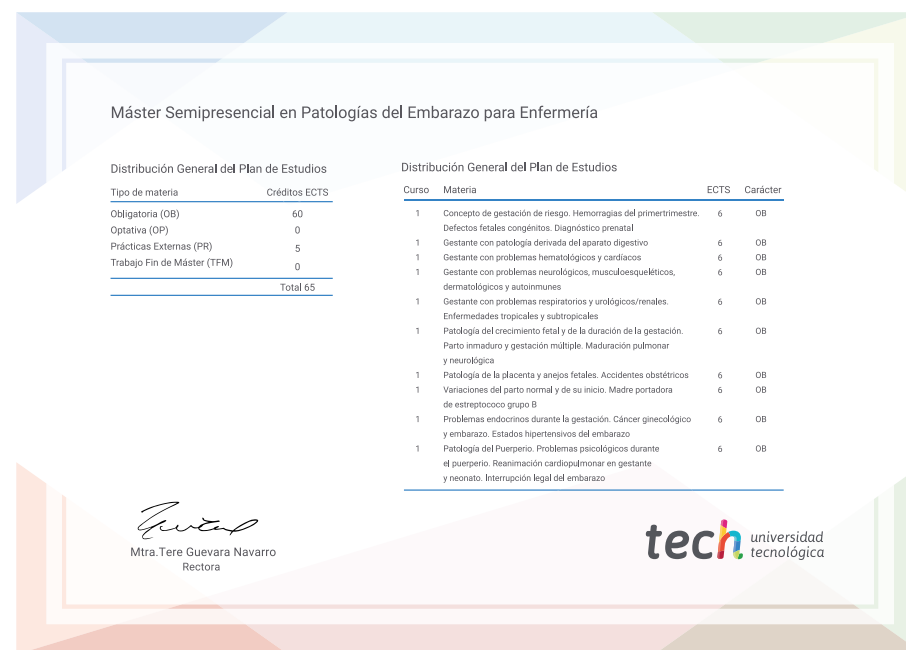 Máster Semipresencial en Patologías del Embarazo para Enfermería
Distribución General del Plan de Estudios
Tipo de materia Créditos ECTS
Obligatoria (OB) 60
Optativa (OP) 0
Prácticas Externas (PR) 5
Trabajo Fin de Máster (TFM) 0
Total 65
Distribución General del Plan de Estudios
Curso Materia ECTS Carácter
1 Concepto de gestación de riesgo. Hemorragias del primertrimestre. 6 OB
Defectos fetales congénitos. Diagnóstico prenatal
1 Gestante con patología derivada del aparato digestivo 6 OB
1 Gestante con problemas hematológicos y cardíacos 6 OB
1 Gestante con problemas neurológicos, musculoesqueléticos, 6 OB
dermatológicos y autoinmunes
1 Gestante con problemas respiratorios y urológicos/renales. 6 OB
Enfermedades tropicales y subtropicales
1 Patología del crecimiento fetal y de la duración de la gestación. 6 OB
Parto inmaduro y gestación múltiple. Maduración pulmonar
y neurológica
1 Patología de la placenta y anejos fetales. Accidentes obstétricos 6 OB
1 Variaciones del parto normal y de su inicio. Madre portadora 6 OB
de estreptococo grupo B
1 Problemas endocrinos durante la gestación. Cáncer ginecológico 6 OB
y embarazo. Estados hipertensivos del embarazo
1 Patología del Puerperio. Problemas psicológicos durante 6 OB
el puerperio. Reanimación cardiopulmonar en gestante
y neonato. Interrupción legal del embarazo
Mtra.Tere Guevara Navarro
Rectora
tech universidad
tecnológica